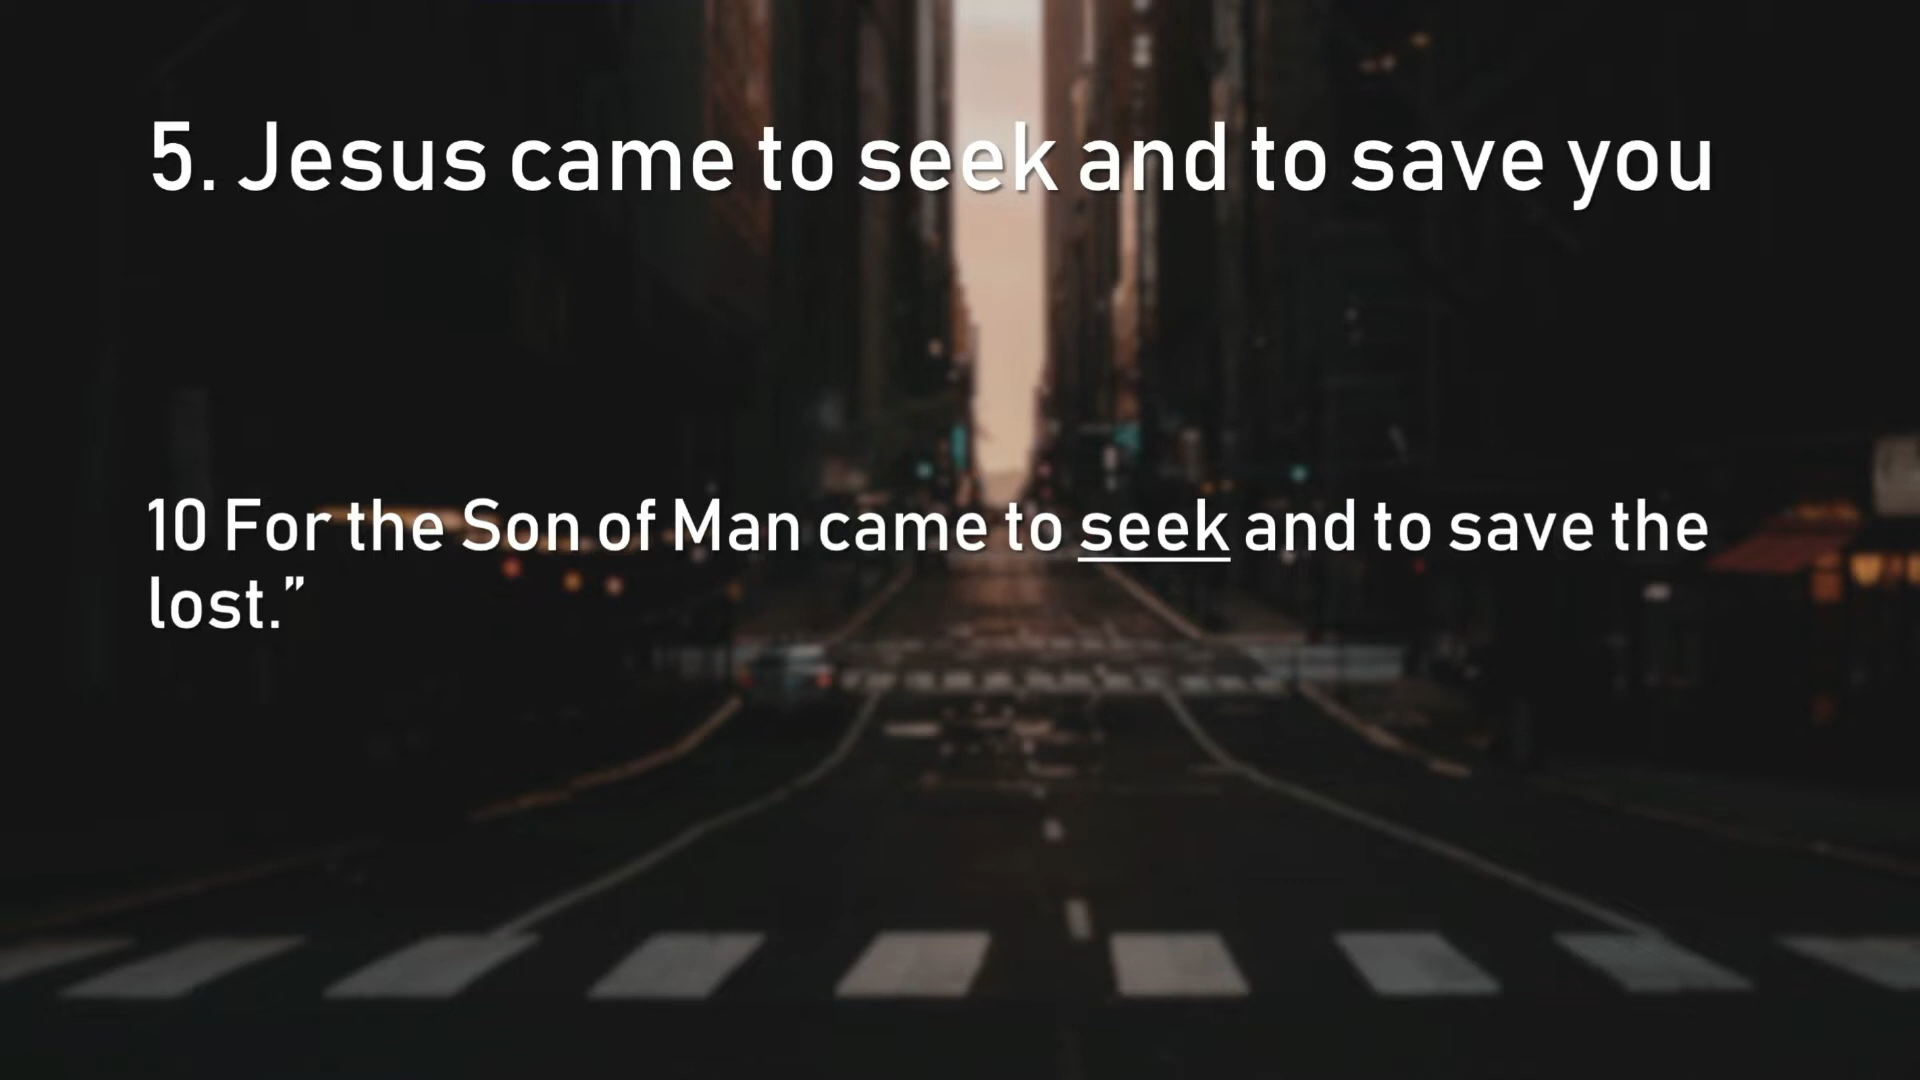 5. Jesus came to seek and to save you
10 For the Son of Man came to seek and to save the
lost.”